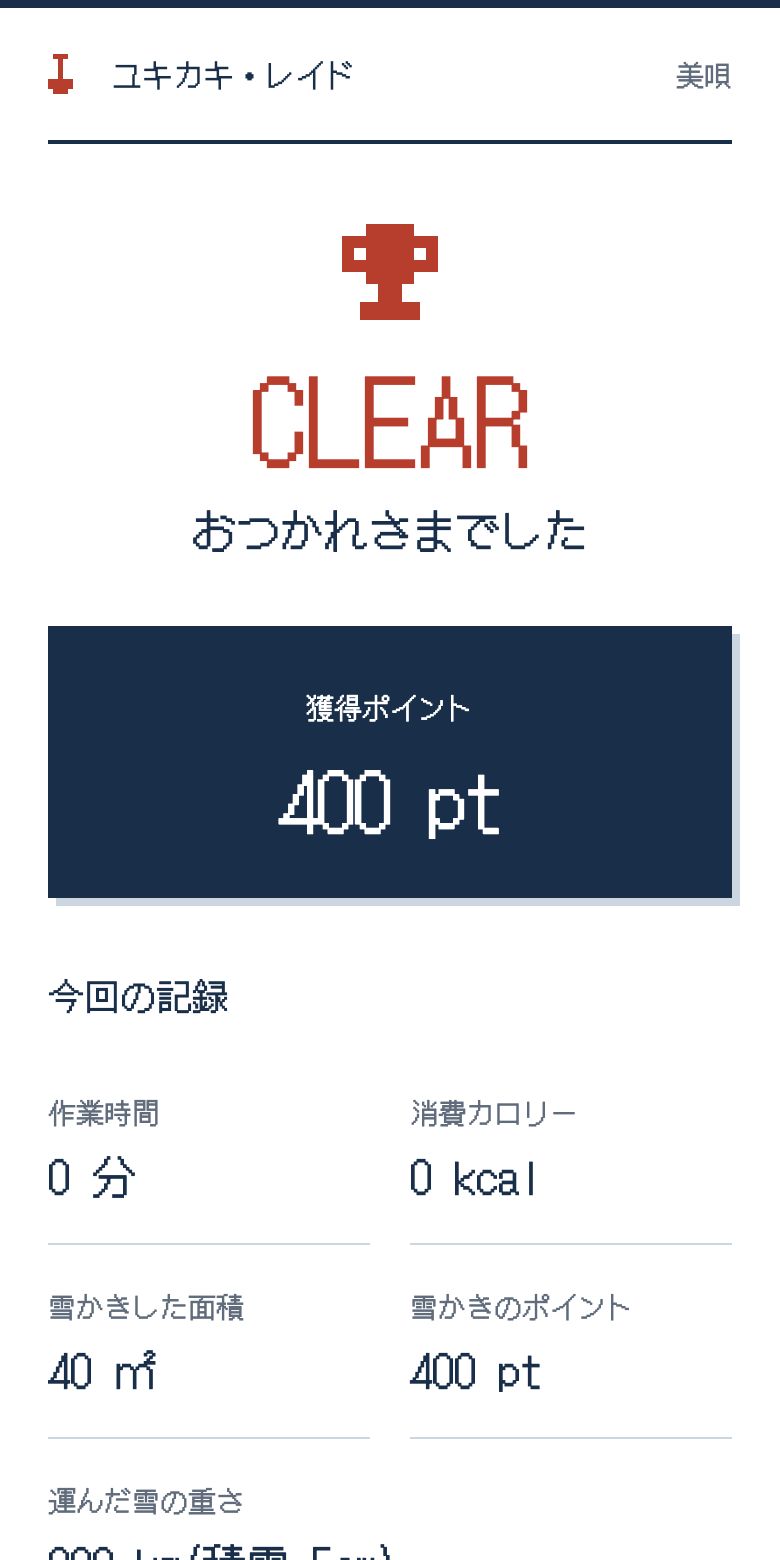 ユキカキ・レイド
美唄
CLEAR
おつかれさまでした
獲得ポイント
400 pt
今回の記録
作業時間
消費カロリー
0 分
0 kcal
雪かきした面積
雪かきのポイント
40 ㎡
400 pt
運んだ雪の重さ